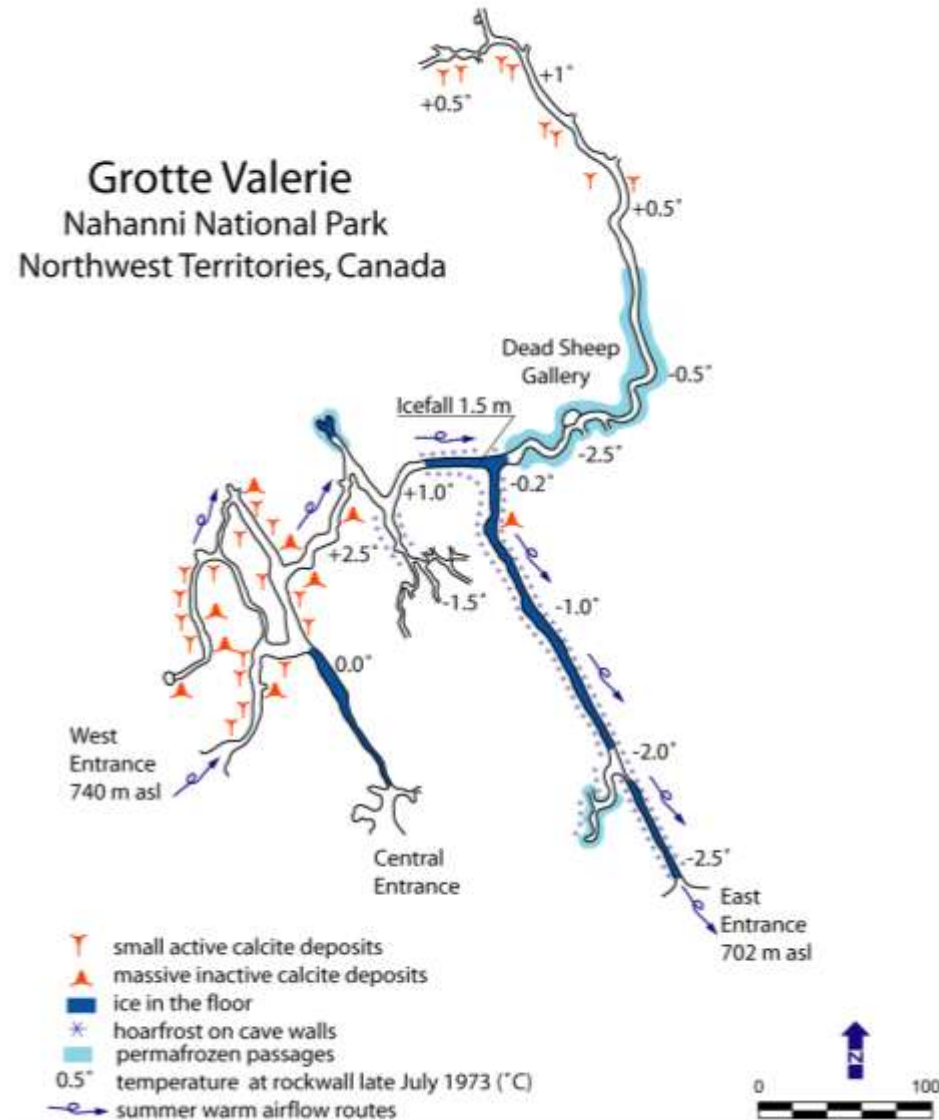 +1˚
+0.5˚
Grotte Valerie
Nahanni National Park
Northwest Territories, Canada
+0.5˚
Dead Sheep
Gallery
-0.5˚
Icefall 1.5 m
-2.5˚
+1.0˚
-0.2˚
+2.5˚
-1.5˚
-1.0˚
0.0˚
West
Entrance
740 m asl
-2.0˚
Central
Entrance
-2.5˚
East
Entrance
702 m asl
small active calcite deposits
massive inactive calcite deposits
ice in the floor
hoarfrost on cave walls
permafrozen passages
0.5˚ temperature at rockwall late July 1973 (˚C)
summer warm airflow routes
N
0 100